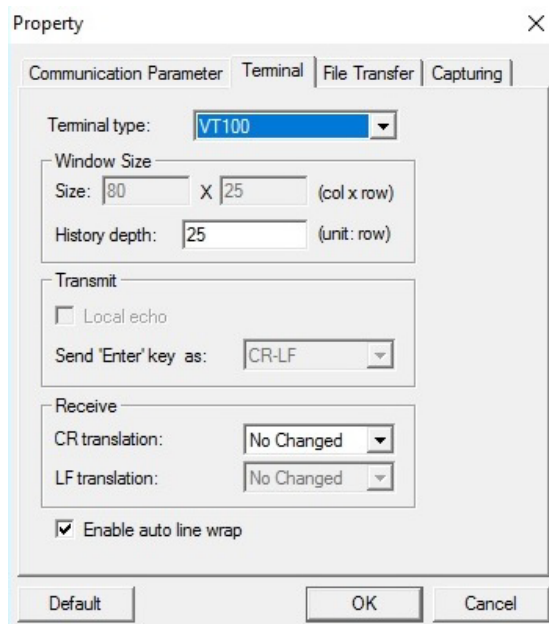 Property
Communication Parameter Terminal File Transfer Capturing
Terminal type: VT100
Window Size
Size: 80 X 25 (col x row)
History depth: 25 (unit: row)
Transmit
Local echo
Send 'Enter' key as: CR-LF
Receive
CR translation: No Changed
LF translation: No Changed
Enable auto line wrap
Default OK Cancel